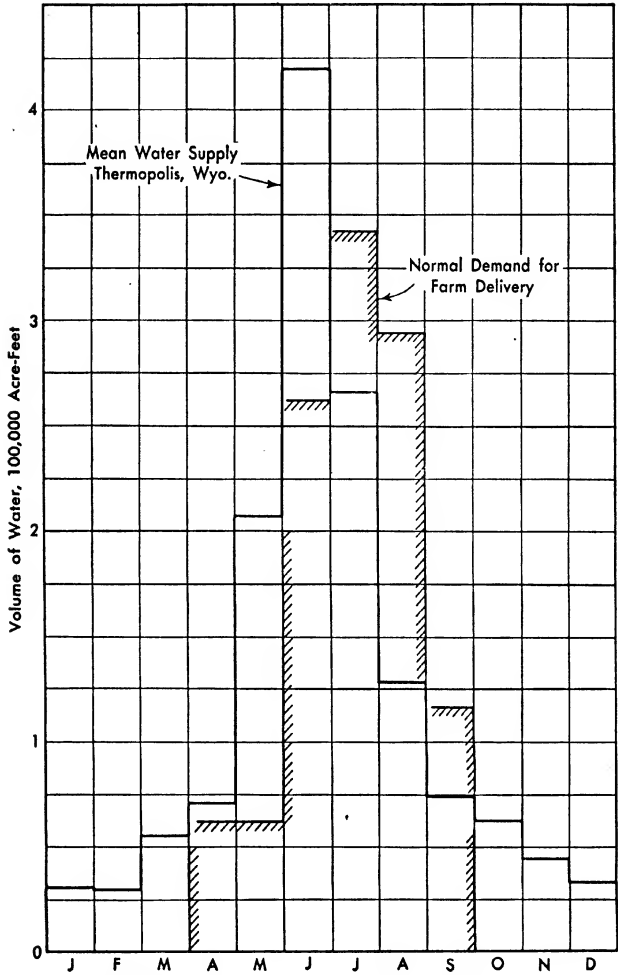 4
Mean Water Supply
Thermopolis, Wyo.
Normal Demand for
Farm Delivery
3
Volume of Water, 100,000 Acre-Feet
2
1
0
J F M A M J J A S O N D